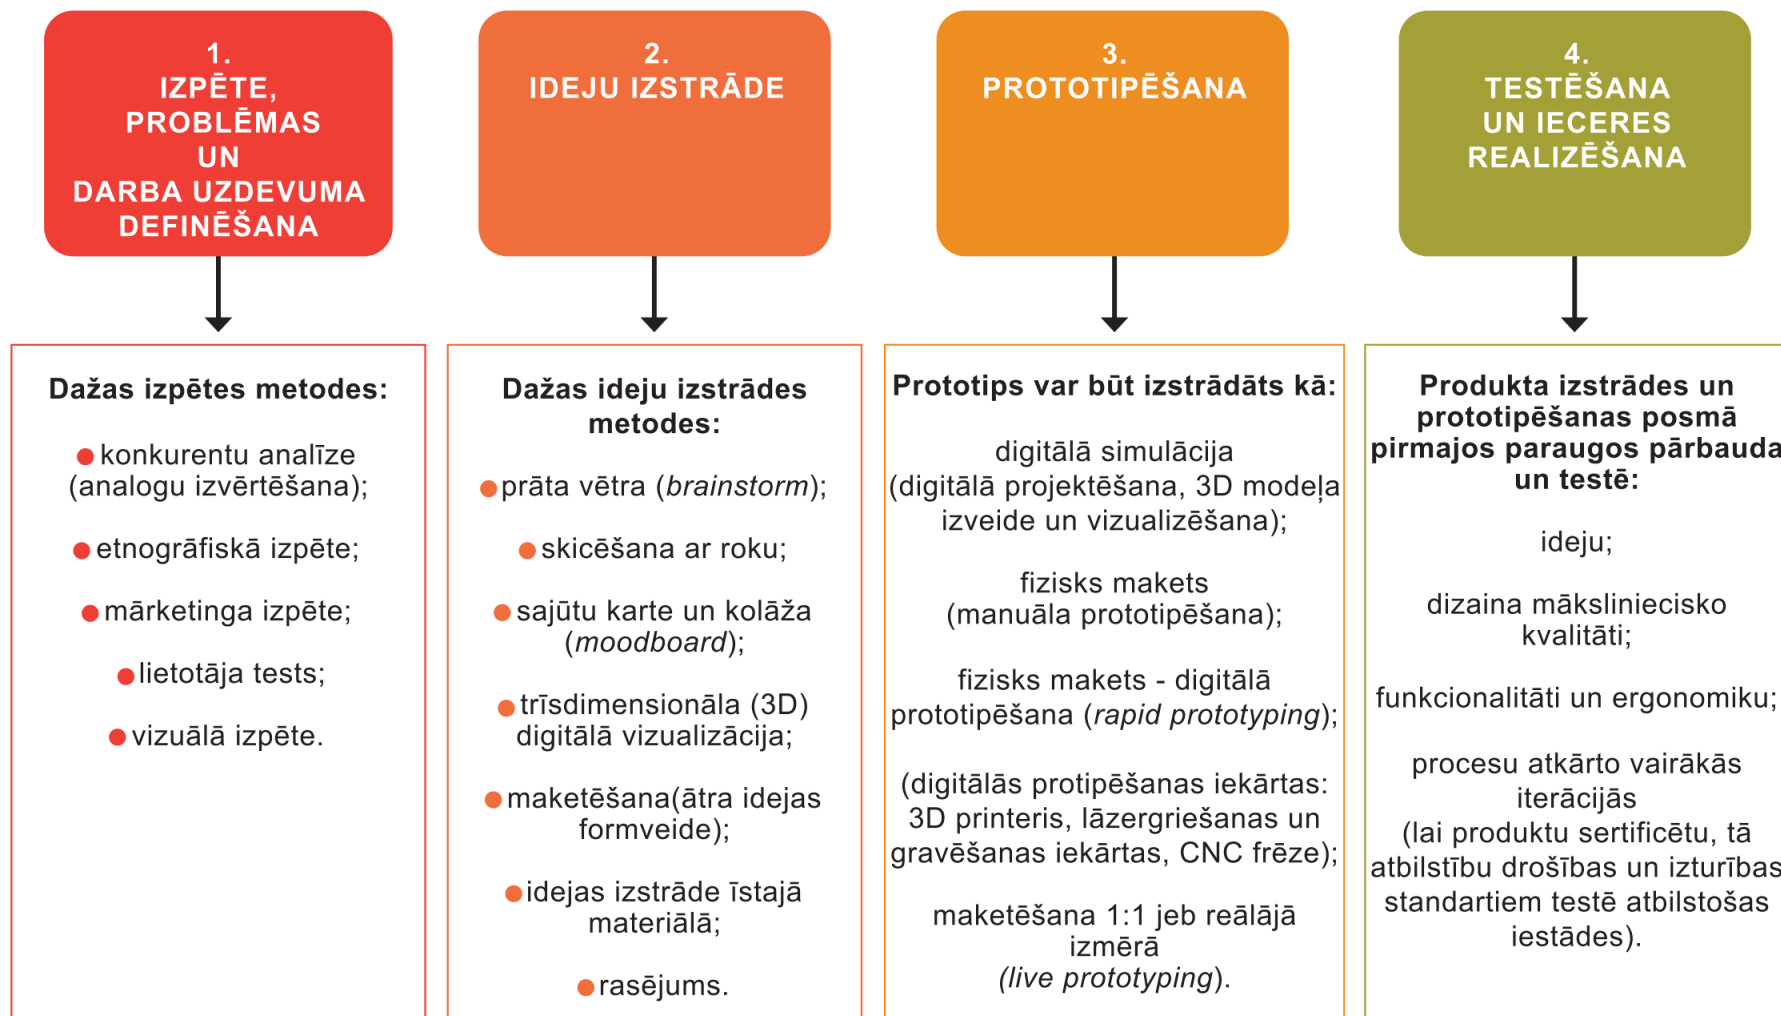 1.
IZPĒTE,
PROBLĒMAS
UN
DARBA UZDEVUMA
DEFINĒŠANA
Dažas izpētes metodes:
konkurentu analīze
(analogu izvērtēšana);
etnogrāfiskā izpēte;
mārketinga izpēte;
lietotāja tests;
vizuālā izpēte.
2.
IDEJU IZSTRĀDE
Dažas ideju izstrādes
metodes:
prāta vētra (brainstorm);
skicēšana ar roku;
sajūtu karte un kolāža
(moodboard);
trīsdimensionāla (3D)
digitālā vizualizācija;
maketēšana(ātra idejas
formveide);
idejas izstrāde īstajā
materiālā;
rasējums.
3.
PROTOTIPĒŠANA
Prototips var būt izstrādāts kā:
digitālā simulācija
(digitālā projektēšana, 3D modeļa
izveide un vizualizēšana);
fizisks makets
(manuāla prototipēšana);
fizisks makets - digitālā
prototipēšana (rapid prototyping);
(digitālās protipēšanas iekārtas:
3D printeris, lāzergriešanas un
gravēšanas iekārtas, CNC frēze);
maketēšana 1:1 jeb reālājā
izmērā
(live prototyping).
4.
TESTĒŠANA
UN IECERES
REALIZĒŠANA
Produkta izstrādes un
prototipēšanas posmā
pirmajos paraugos pārbauda
un testē:
ideju;
dizaina māksliniecisko
kvalitāti;
funkcionalitāti un ergonomiku;
procesu atkārto vairākās
iterācijās
(lai produktu sertificētu, tā
atbilstību drošības un izturības
standartiem testē atbilstošas
iestādes).